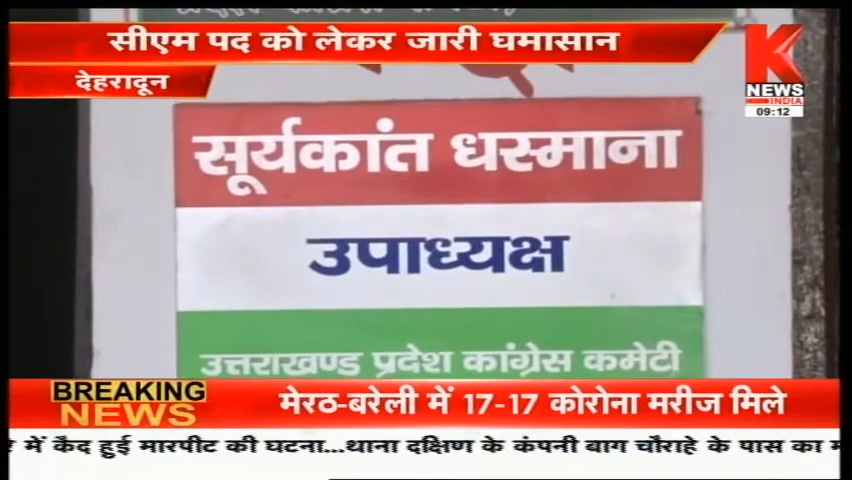 सीएम पद को लेकर जारी घमासान
देहरादून
K
NEWS
INDIA
09:12
सूर्यकांत धस्माना
उपाध्यक्ष
उत्तराखण्ड प्रदेश कांग्रेस कमेटी
BREAKING
NEWS
मेरठ-बरेली में 17-17 कोरोना मरीज मिले
में कैद हुई मारपीट की घटना...थाना दक्षिण के कंपनी बाग चौराहे के पास का